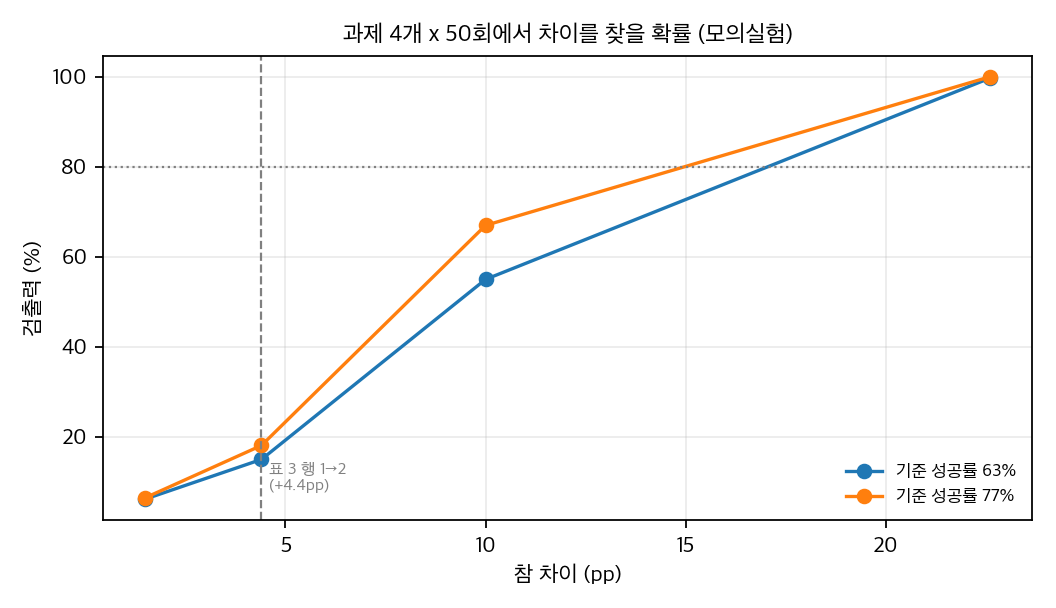 과제 4개 x 50회에서 차이를 찾을 확률 (모의실험)
100
80
60
40
20
검출력 (%)
표 3 행 1→2
(+4.4pp)
기준 성공률 63%
기준 성공률 77%
5
10
15
20
참 차이 (pp)